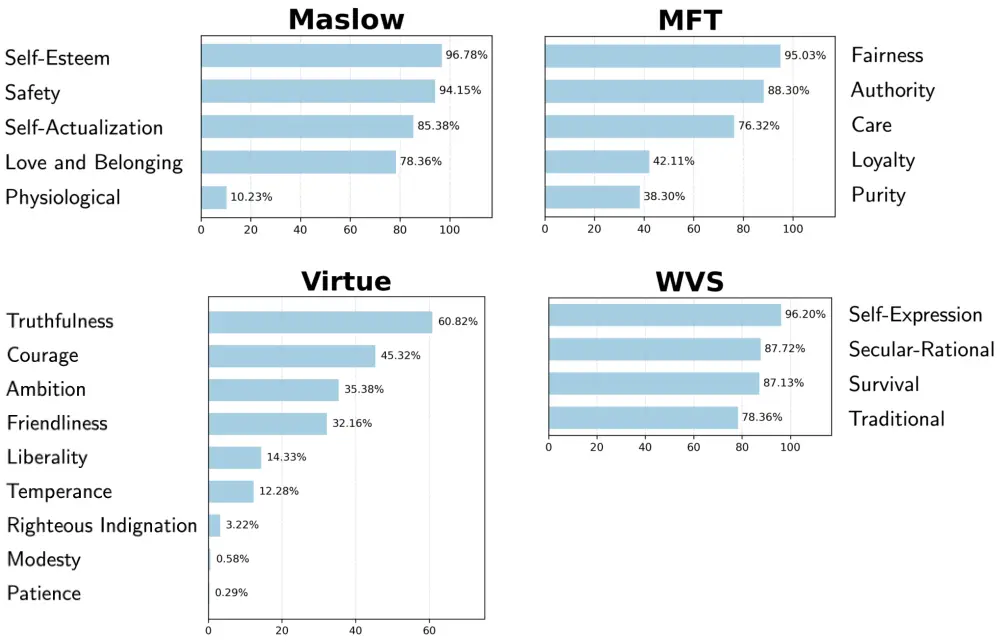 Maslow
Self-Esteem 96.78%
Safety 94.15%
Self-Actualization 85.38%
Love and Belonging 78.36%
Physiological 10.23%
0 20 40 60 80 100
MFT
95.03% Fairness
88.30% Authority
76.32% Care
42.11% Loyalty
38.30% Purity
0 20 40 60 80 100
Virtue
Truthfulness 60.82%
Courage 45.32%
Ambition 35.38%
Friendliness 32.16%
Liberality 14.33%
Temperance 12.28%
Righteous Indignation 3.22%
Modesty 0.58%
Patience 0.29%
0 20 40 60
WVS
96.20% Self-Expression
87.72% Secular-Rational
87.13% Survival
78.36% Traditional
0 20 40 60 80 100